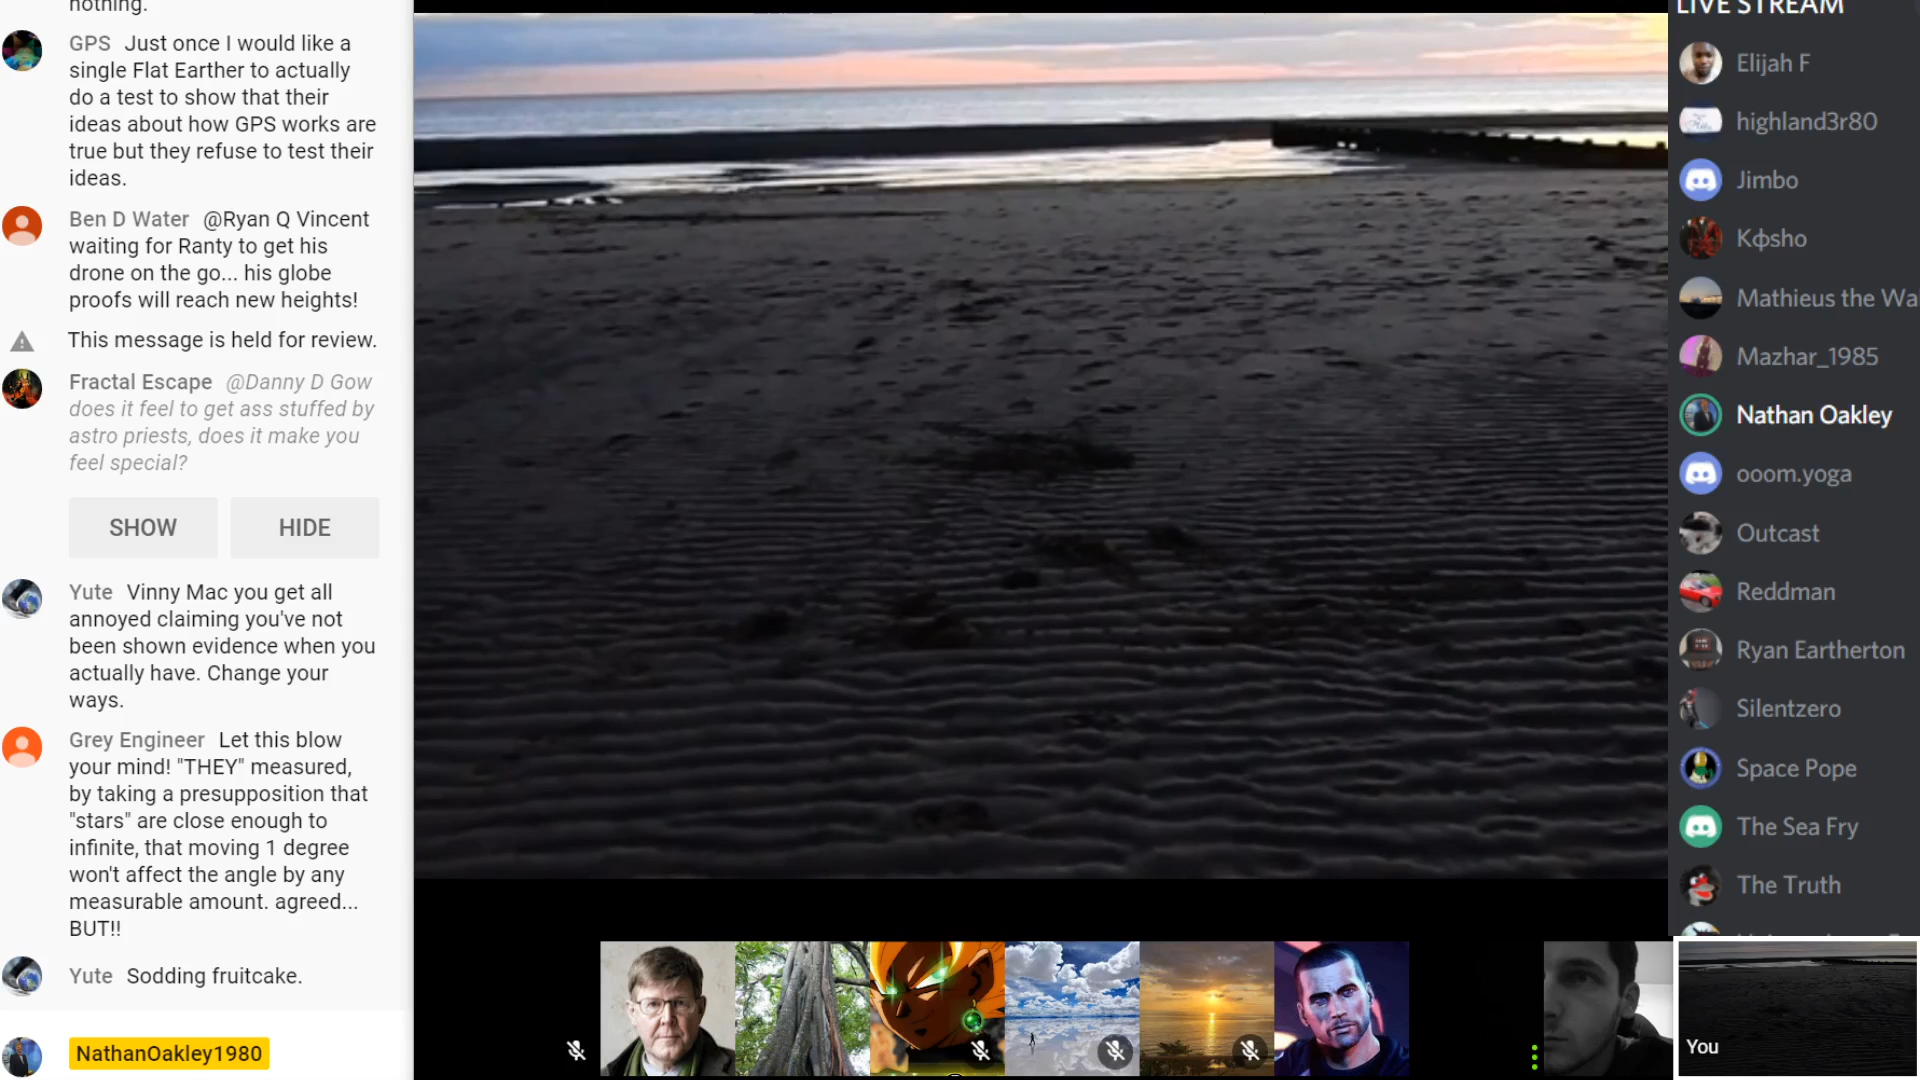 nothing.
GPS Just once I would like a
single Flat Earther to actually
do a test to show that their
ideas about how GPS works are
true but they refuse to test their
ideas.
Ben D Water @Ryan Q Vincent
waiting for Ranty to get his
drone on the go... his globe
proofs will reach new heights!
This message is held for review.
Fractal Escape @Danny D Gow
does it feel to get ass stuffed by
astro priests, does it make you
feel special?
SHOW HIDE
Yute Vinny Mac you get all
annoyed claiming you've not
been shown evidence when you
actually have. Change your
ways.
Grey Engineer Let this blow
your mind! "THEY" measured,
by taking a presupposition that
"stars" are close enough to
infinite, that moving 1 degree
won't affect the angle by any
measurable amount. agreed...
BUT!!
Yute Sodding fruitcake.
NathanOakley1980
LIVE STREAM
Elijah F
highland3r80
Jimbo
Kфsho
Mathieus the Wa
Mazhar_1985
Nathan Oakley
ooom.yoga
Outcast
Reddman
Ryan Eartherton
Silentzero
Space Pope
The Sea Fry
The Truth
You